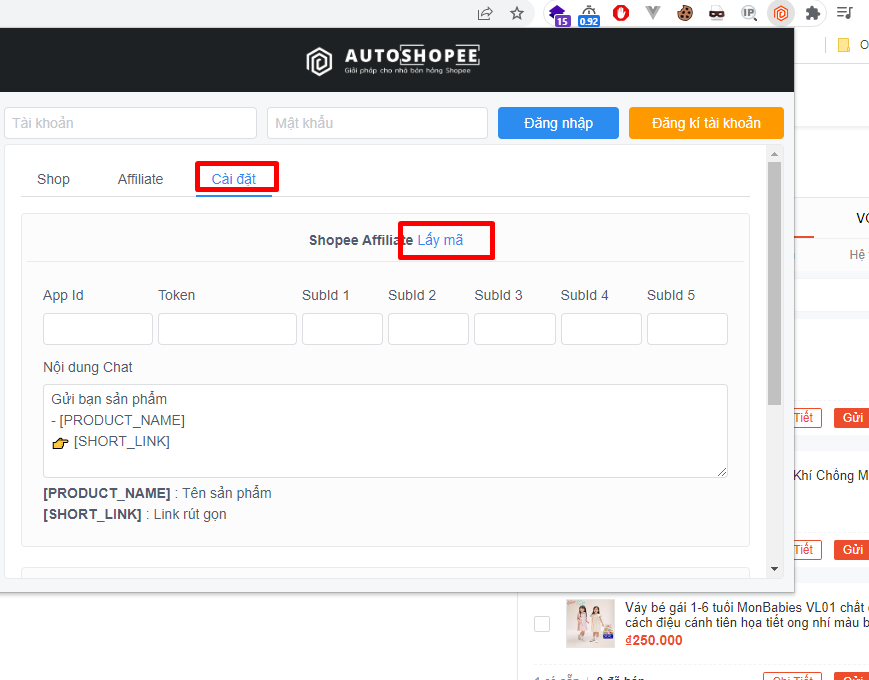 15
0.92
IP
AUTOSHOPEE
Giải pháp cho nhà bán hàng Shopee
Tài khoản
Mật khẩu
Đăng nhập
Đăng kí tài khoản
Shop
Affiliate
Cài đặt
Shopee Affiliate Lấy mã
App Id
Token
SubId 1
SubId 2
SubId 3
SubId 4
SubId 5
Nội dung Chat
Gửi bạn sản phẩm
- [PRODUCT_NAME]
👉 [SHORT_LINK]
[PRODUCT_NAME] : Tên sản phẩm
[SHORT_LINK] : Link rút gọn
Hệ
Tiết
Gửi
Khí Chống M
Tiết
Gửi
Váy bé gái 1-6 tuổi MonBabies VL01 chất
cách điệu cánh tiên họa tiết ong nhí màu b
₫250.000
Chi Tiết
Gửi